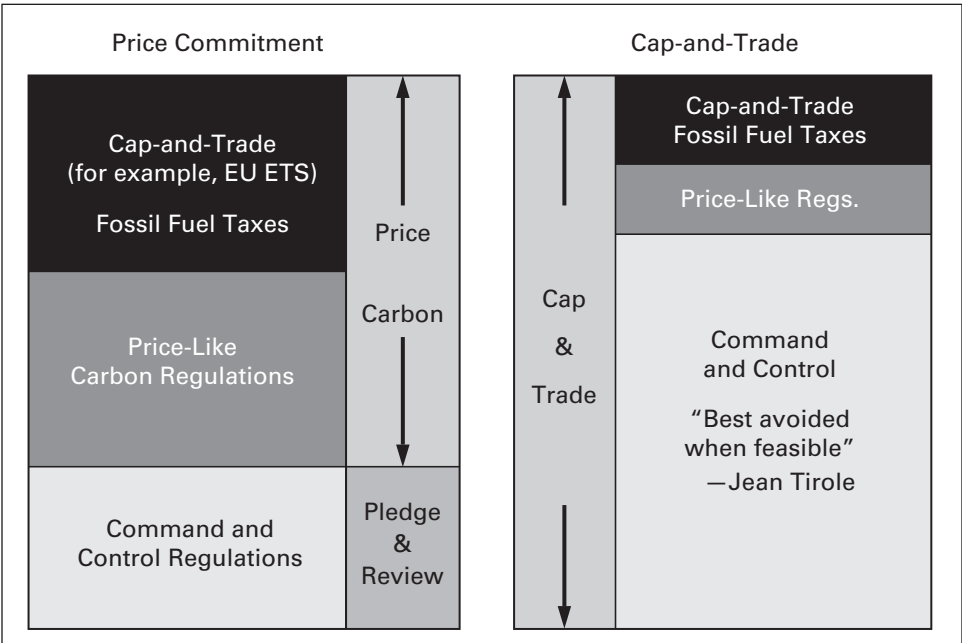 Price Commitment
Cap-and-Trade
(for example, EU ETS)
Fossil Fuel Taxes
Price-Like
Carbon Regulations
Command and
Control Regulations
Price
Carbon
Pledge
&
Review
Cap-and-Trade
Cap
&
Trade
Cap-and-Trade
Fossil Fuel Taxes
Price-Like Regs.
Command
and Control
“Best avoided
when feasible”
—Jean Tirole